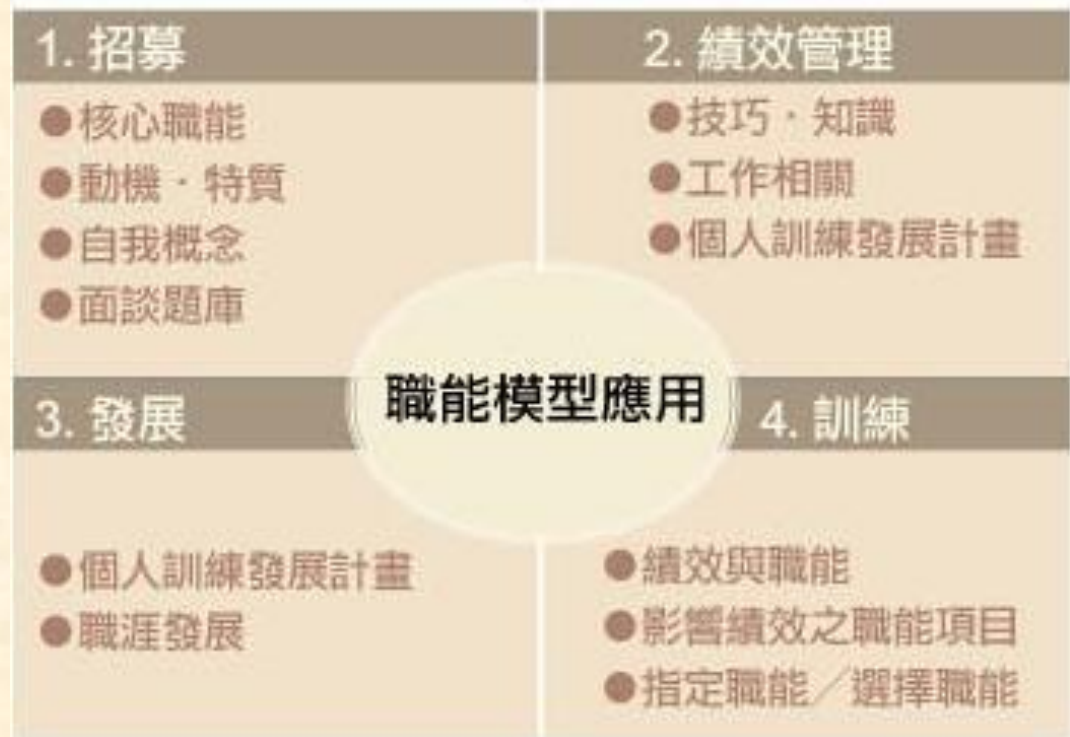 1. 招募
●核心職能
●動機．特質
●自我概念
●面談題庫
2. 績效管理
●技巧．知識
●工作相關
●個人訓練發展計畫
職能模型應用
3. 發展
●個人訓練發展計畫
●職涯發展
4. 訓練
●績效與職能
●影響績效之職能項目
●指定職能／選擇職能